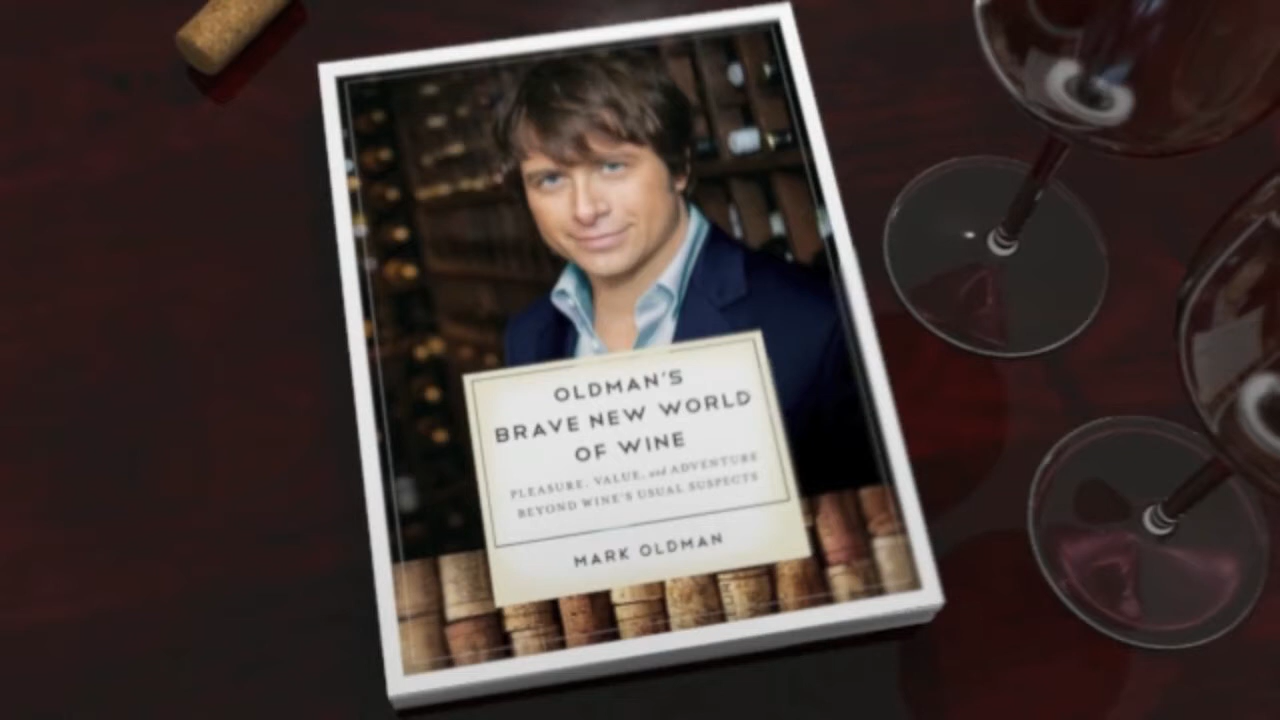 OLDMAN'S
BRAVE NEW WORLD
OF WINE
PLEASURE, VALUE, and ADVENTURE
BEYOND WINE'S USUAL SUSPECTS
MARK OLDMAN